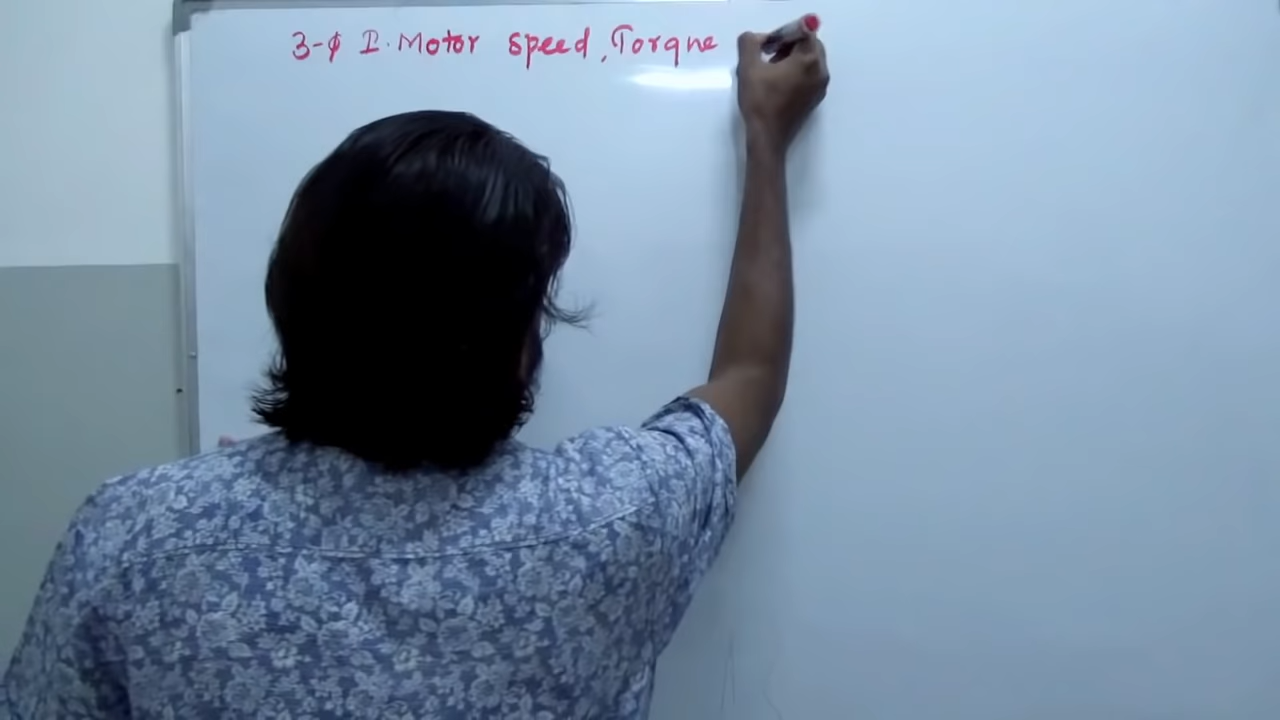 3-φ I. Motor speed, Torque